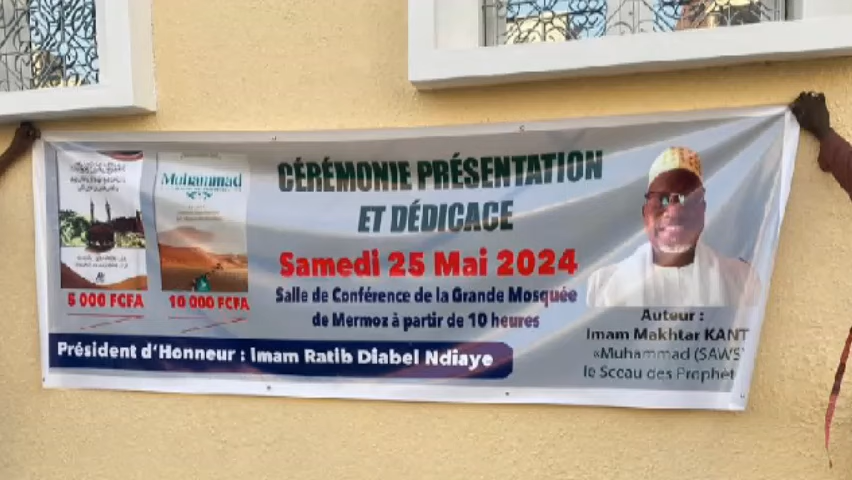 Muhammad
5 000 FCFA
10 000 FCFA
CÉRÉMONIE PRÉSENTATION
ET DÉDICACE
Samedi 25 Mai 2024
Salle de Conférence de la Grande Mosquée
de Mermoz à partir de 10 heures
Président d'Honneur : Imam Ratib Diabel Ndiaye
Auteur :
Imam Makhtar KANT
«Muhammad (SAWS)
le Sceau des Prophèt